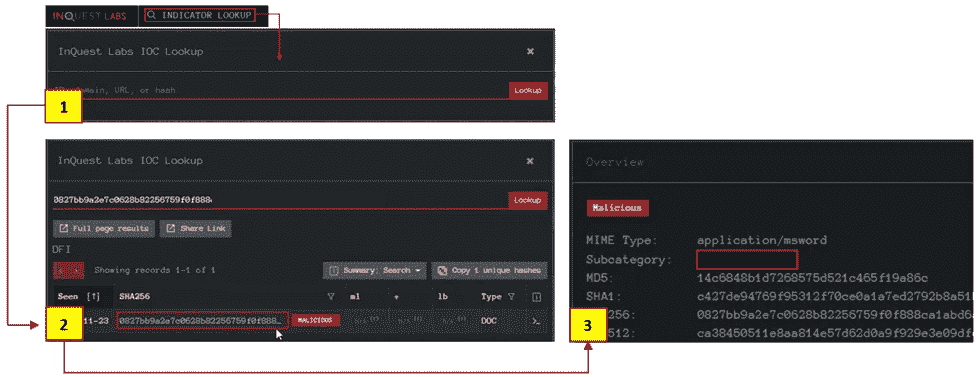 INQUEST LABS INDICATOR LOOKUP
InQuest Labs IOC Lookup ×
main, URL, or hash Lookup
1
InQuest Labs IOC Lookup ×
0827bb9a2e7c0628b82256759f0f888 Lookup
Full page results Share Link
DFI
Showing records 1-1 of 1 Summary: Search Copy 1 unique hashes
Seen [↑] SHA256 ml lb Type
2 11-23 0827bb9a2e7c0628b82256759f0f888… MALICIOUS DOC >_
Overview
Malicious
MIME Type: application/msword
Subcategory:
MD5: 14c6848b1d7268575d521c465f19a86c
SHA1: c427de94769f95312f70ce0a1a7ed2792b8a51
256: 0827bb9a2e7c0628b82256759f0f888ca1abd6
3 512: ca38450511e8aa814e57d62d0a9f929e3e09df